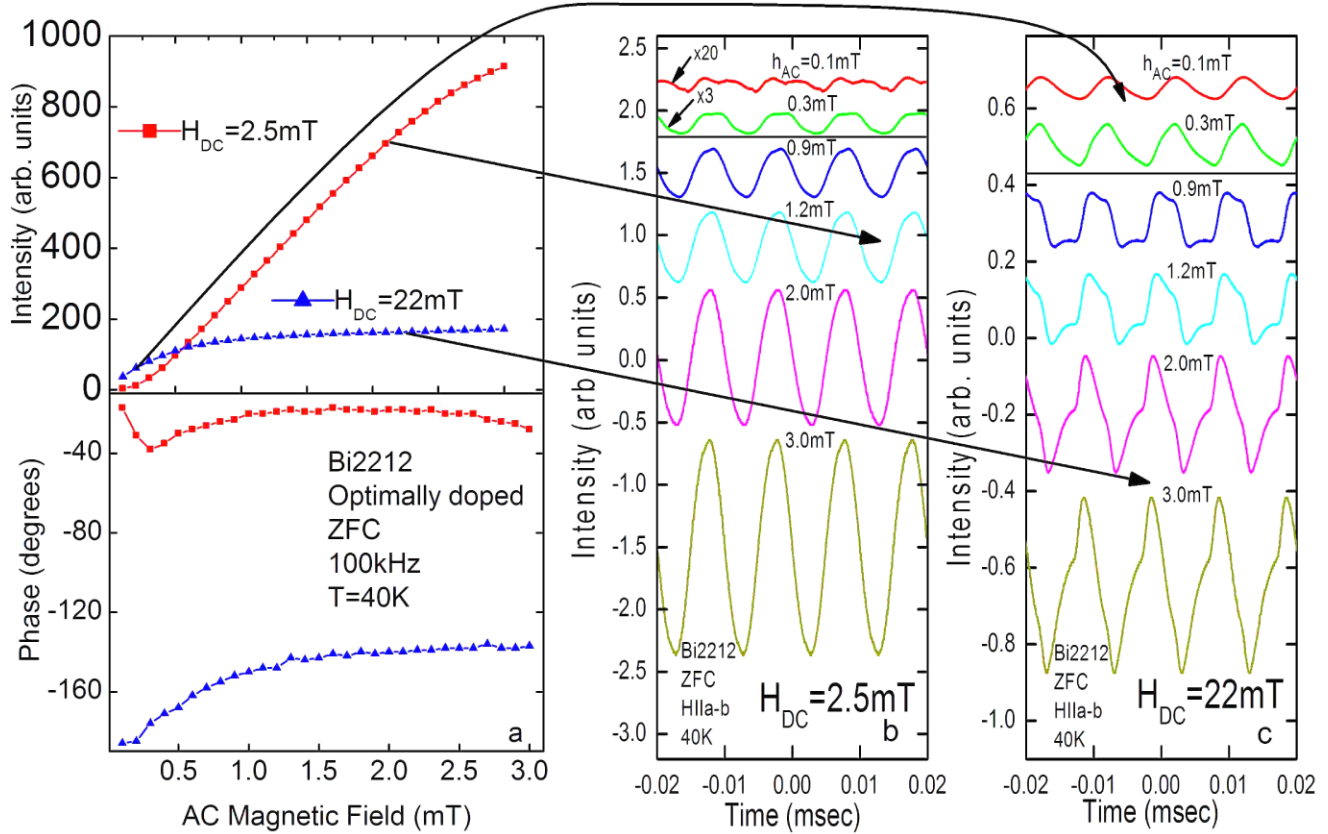 1000
800
600
400
200
0
Intensity (arb. units)
H_DC=2.5mT
H_DC=22mT
-40
-80
-120
-160
Phase (degrees)
Bi2212
Optimally doped
ZFC
100kHz
T=40K
a
0.5 1.0 1.5 2.0 2.5 3.0
AC Magnetic Field (mT)
2.5
2.0
1.5
1.0
0.5
0.0
-0.5
-1.0
-1.5
-2.0
-2.5
-3.0
Intensity (arb. units)
x20
h_AC=0.1mT
x3
0.3mT
0.9mT
1.2mT
2.0mT
3.0mT
Bi2212
ZFC
HIIa-b
40K
H_DC=2.5mT
b
-0.02 -0.01 0.00 0.01 0.02
Time (msec)
0.6
0.4
0.2
0.0
-0.2
-0.4
-0.6
-0.8
-1.0
Intensity (arb. units)
h_AC=0.1mT
0.3mT
0.9mT
1.2mT
2.0mT
3.0mT
Bi2212
ZFC
HIIa-b
40K
H_DC=22mT
c
-0.02 -0.01 0.00 0.01 0.02
Time (msec)